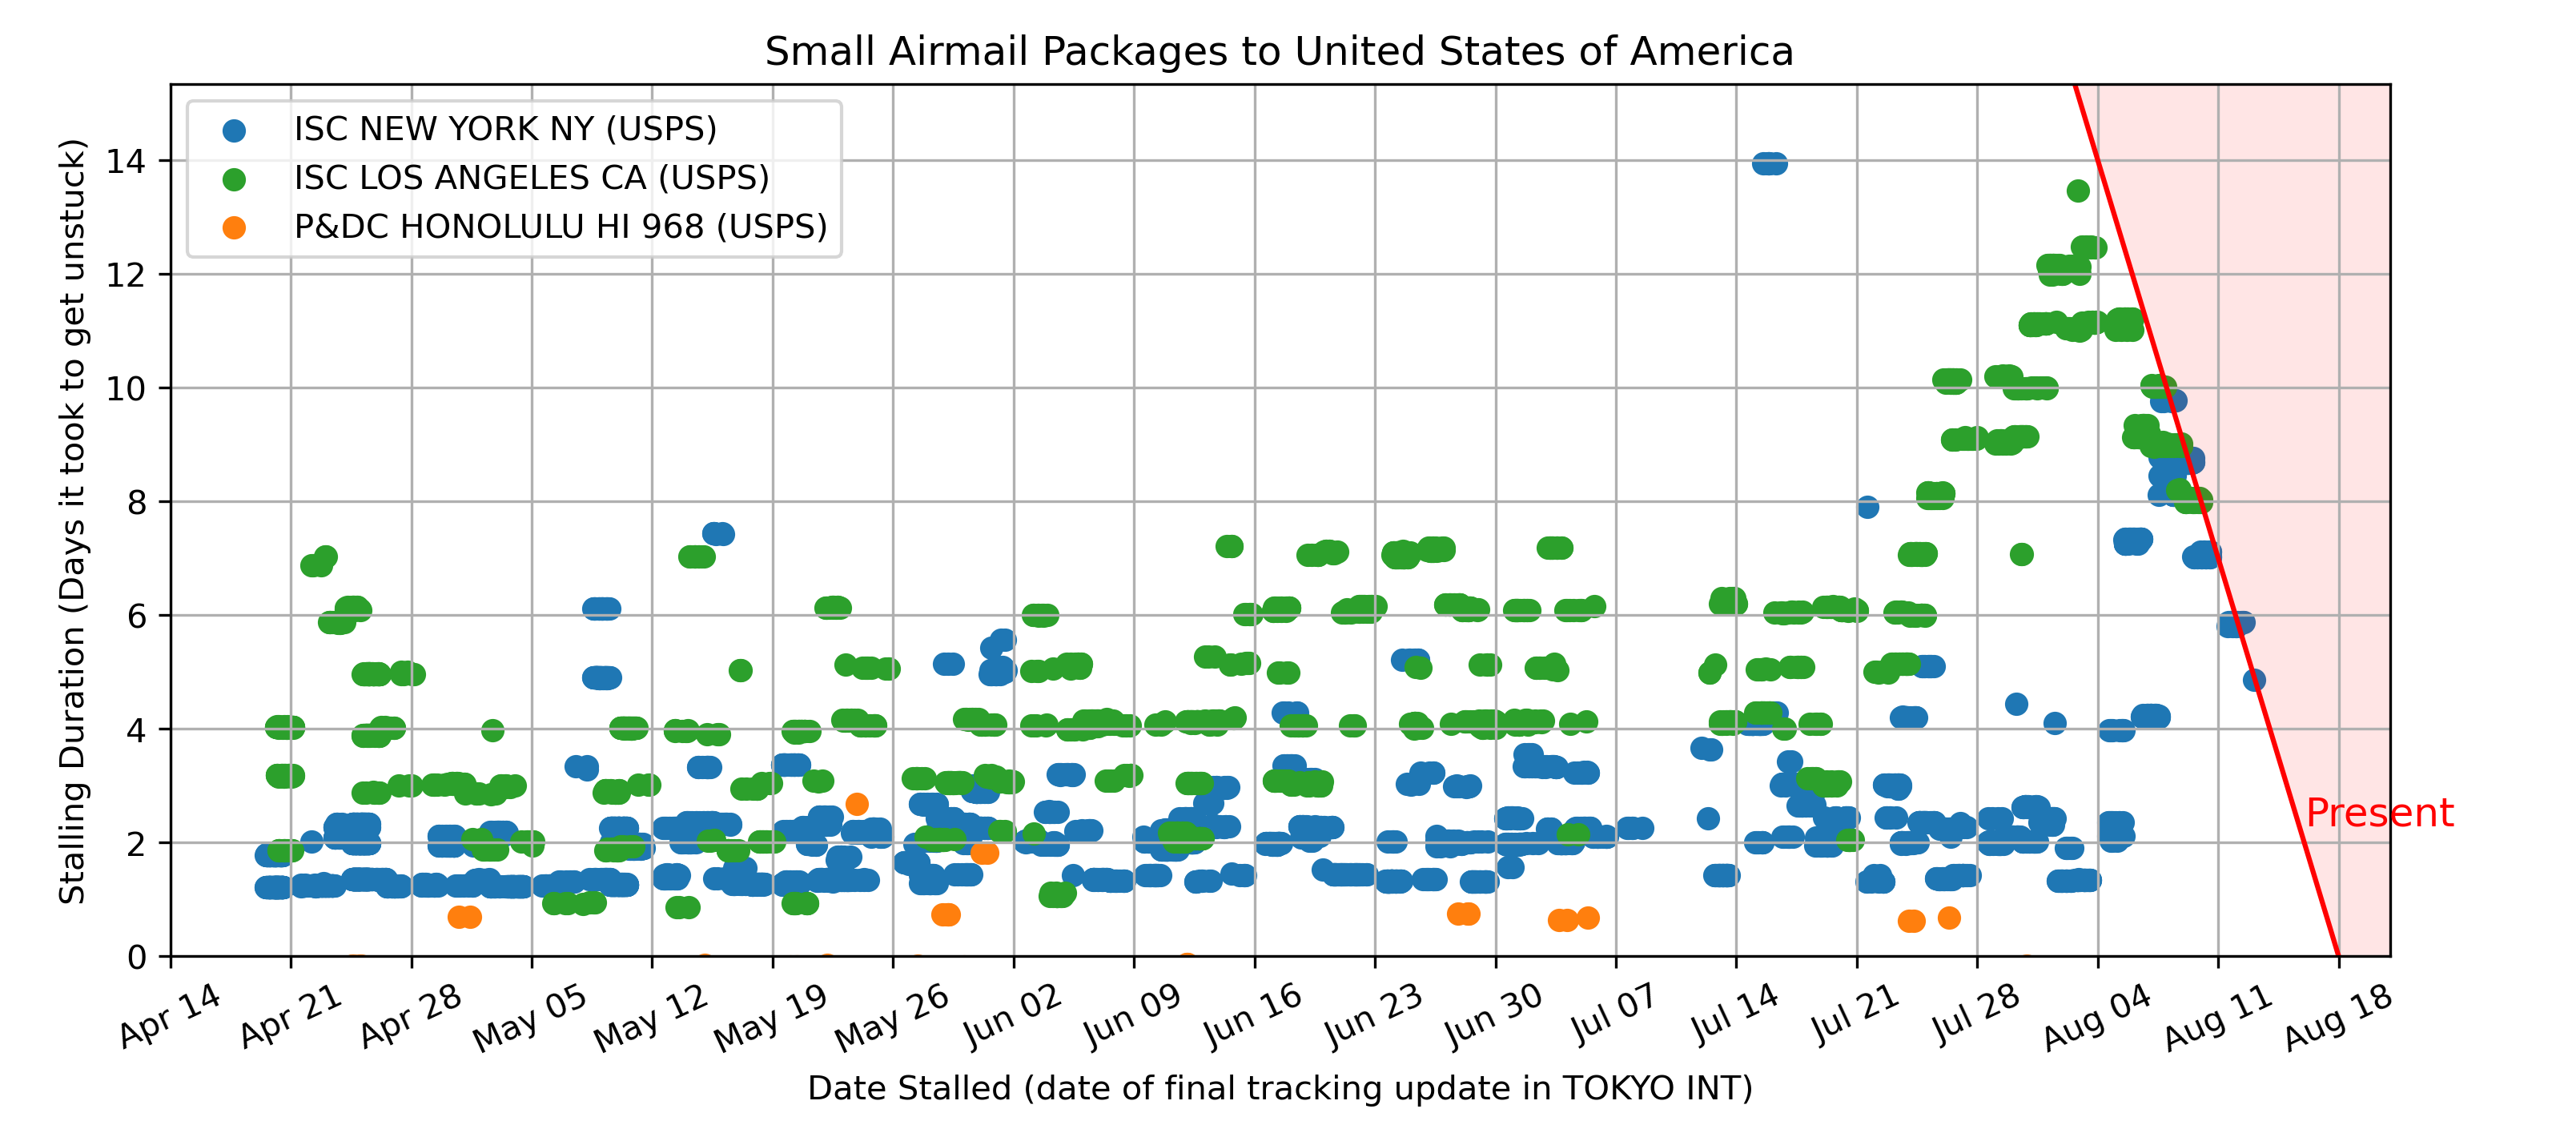 Small Airmail Packages to United States of America
ISC NEW YORK NY (USPS)
ISC LOS ANGELES CA (USPS)
P&DC HONOLULU HI 968 (USPS)
Stalling Duration (Days it took to get unstuck)
14
12
10
8
6
4
2
0
Present
Apr 14
Apr 21
Apr 28
May 05
May 12
May 19
May 26
Jun 02
Jun 09
Jun 16
Jun 23
Jun 30
Jul 07
Jul 14
Jul 21
Jul 28
Aug 04
Aug 11
Aug 18
Date Stalled (date of final tracking update in TOKYO INT)